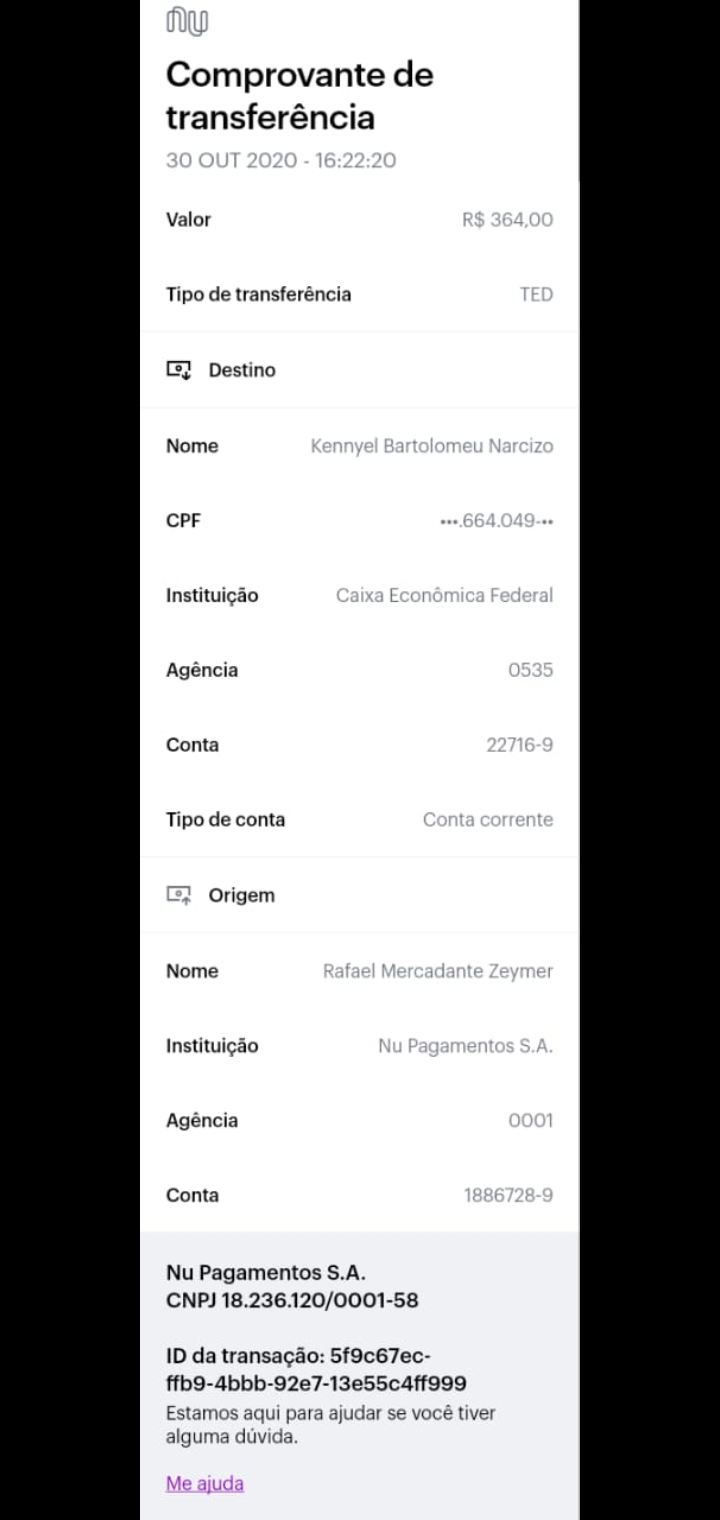 nu
Comprovante de
transferência
30 OUT 2020 - 16:22:20
Valor R$ 364,00
Tipo de transferência TED
Destino
Nome Kennyel Bartolomeu Narcizo
CPF •••.664.049-••
Instituição Caixa Econômica Federal
Agência 0535
Conta 22716-9
Tipo de conta Conta corrente
Origem
Nome Rafael Mercadante Zeymer
Instituição Nu Pagamentos S.A.
Agência 0001
Conta 1886728-9
Nu Pagamentos S.A.
CNPJ 18.236.120/0001-58
ID da transação: 5f9c67ec-
ffb9-4bbb-92e7-13e55c4ff999
Estamos aqui para ajudar se você tiver
alguma dúvida.
Me ajuda